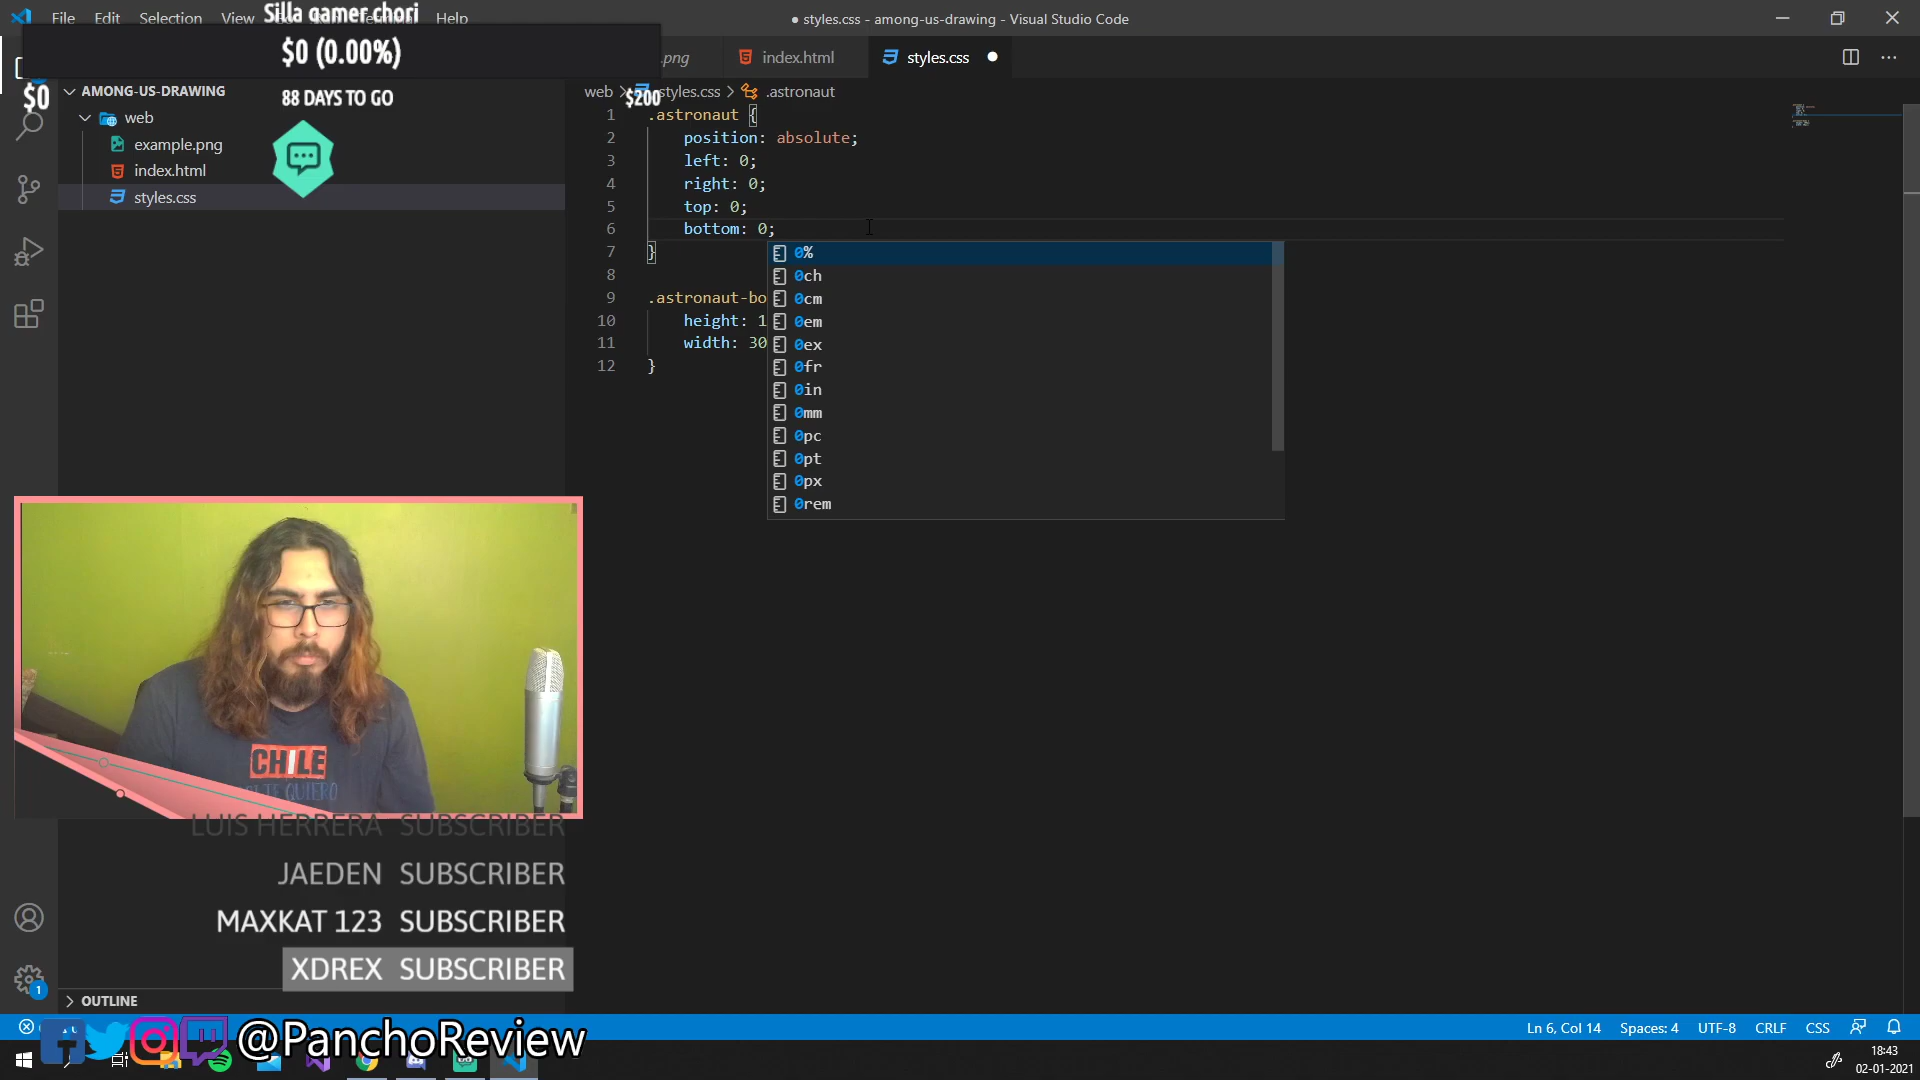 File Edit Selection View Help
Silla gamer chori
● styles.css - among-us-drawing - Visual Studio Code
$0 (0.00%)
$0
88 DAYS TO GO
$200
.png
index.html
styles.css
AMONG-US-DRAWING
web
example.png
index.html
styles.css
web > styles.css > .astronaut
1 .astronaut {
2 position: absolute;
3 left: 0;
4 right: 0;
5 top: 0;
6 bottom: 0;
7 }
8
9 .astronaut-bo
10 height: 1
11 width: 30
12 }
0%
0ch
0cm
0em
0ex
0fr
0in
0mm
0pc
0pt
0px
0rem
CHILE
SI TE QUIERO
LUIS HERRERA SUBSCRIBER
JAEDEN SUBSCRIBER
MAXKAT 123 SUBSCRIBER
XDREX SUBSCRIBER
1
OUTLINE
@PanchoReview
Ln 6, Col 14 Spaces: 4 UTF-8 CRLF CSS
18:43
02-01-2021